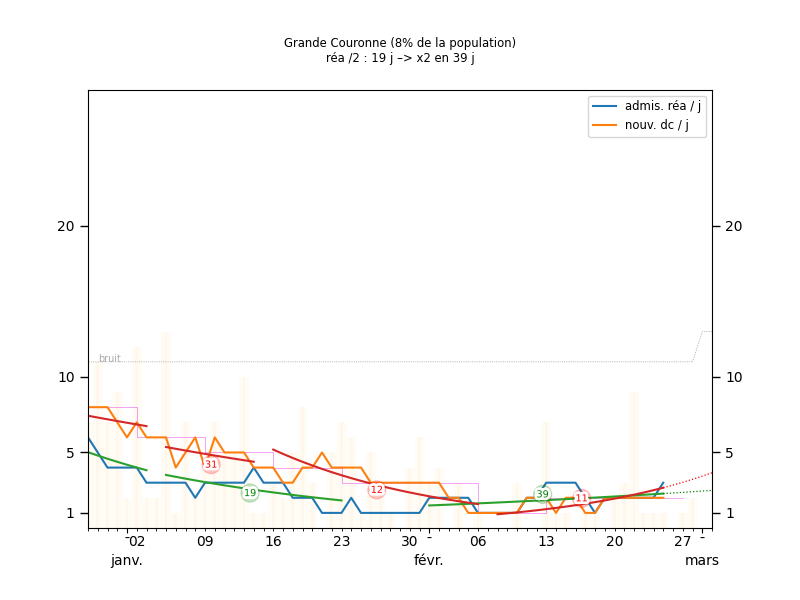 Grande Couronne (8% de la population)
réa /2 : 19 j –> x2 en 39 j
admis. réa / j
nouv. dc / j
20
20
bruit
10
10
5
5
31
12
19
39
11
1
1
02
09
16
23
30
06
13
20
27
janv.
févr.
mars